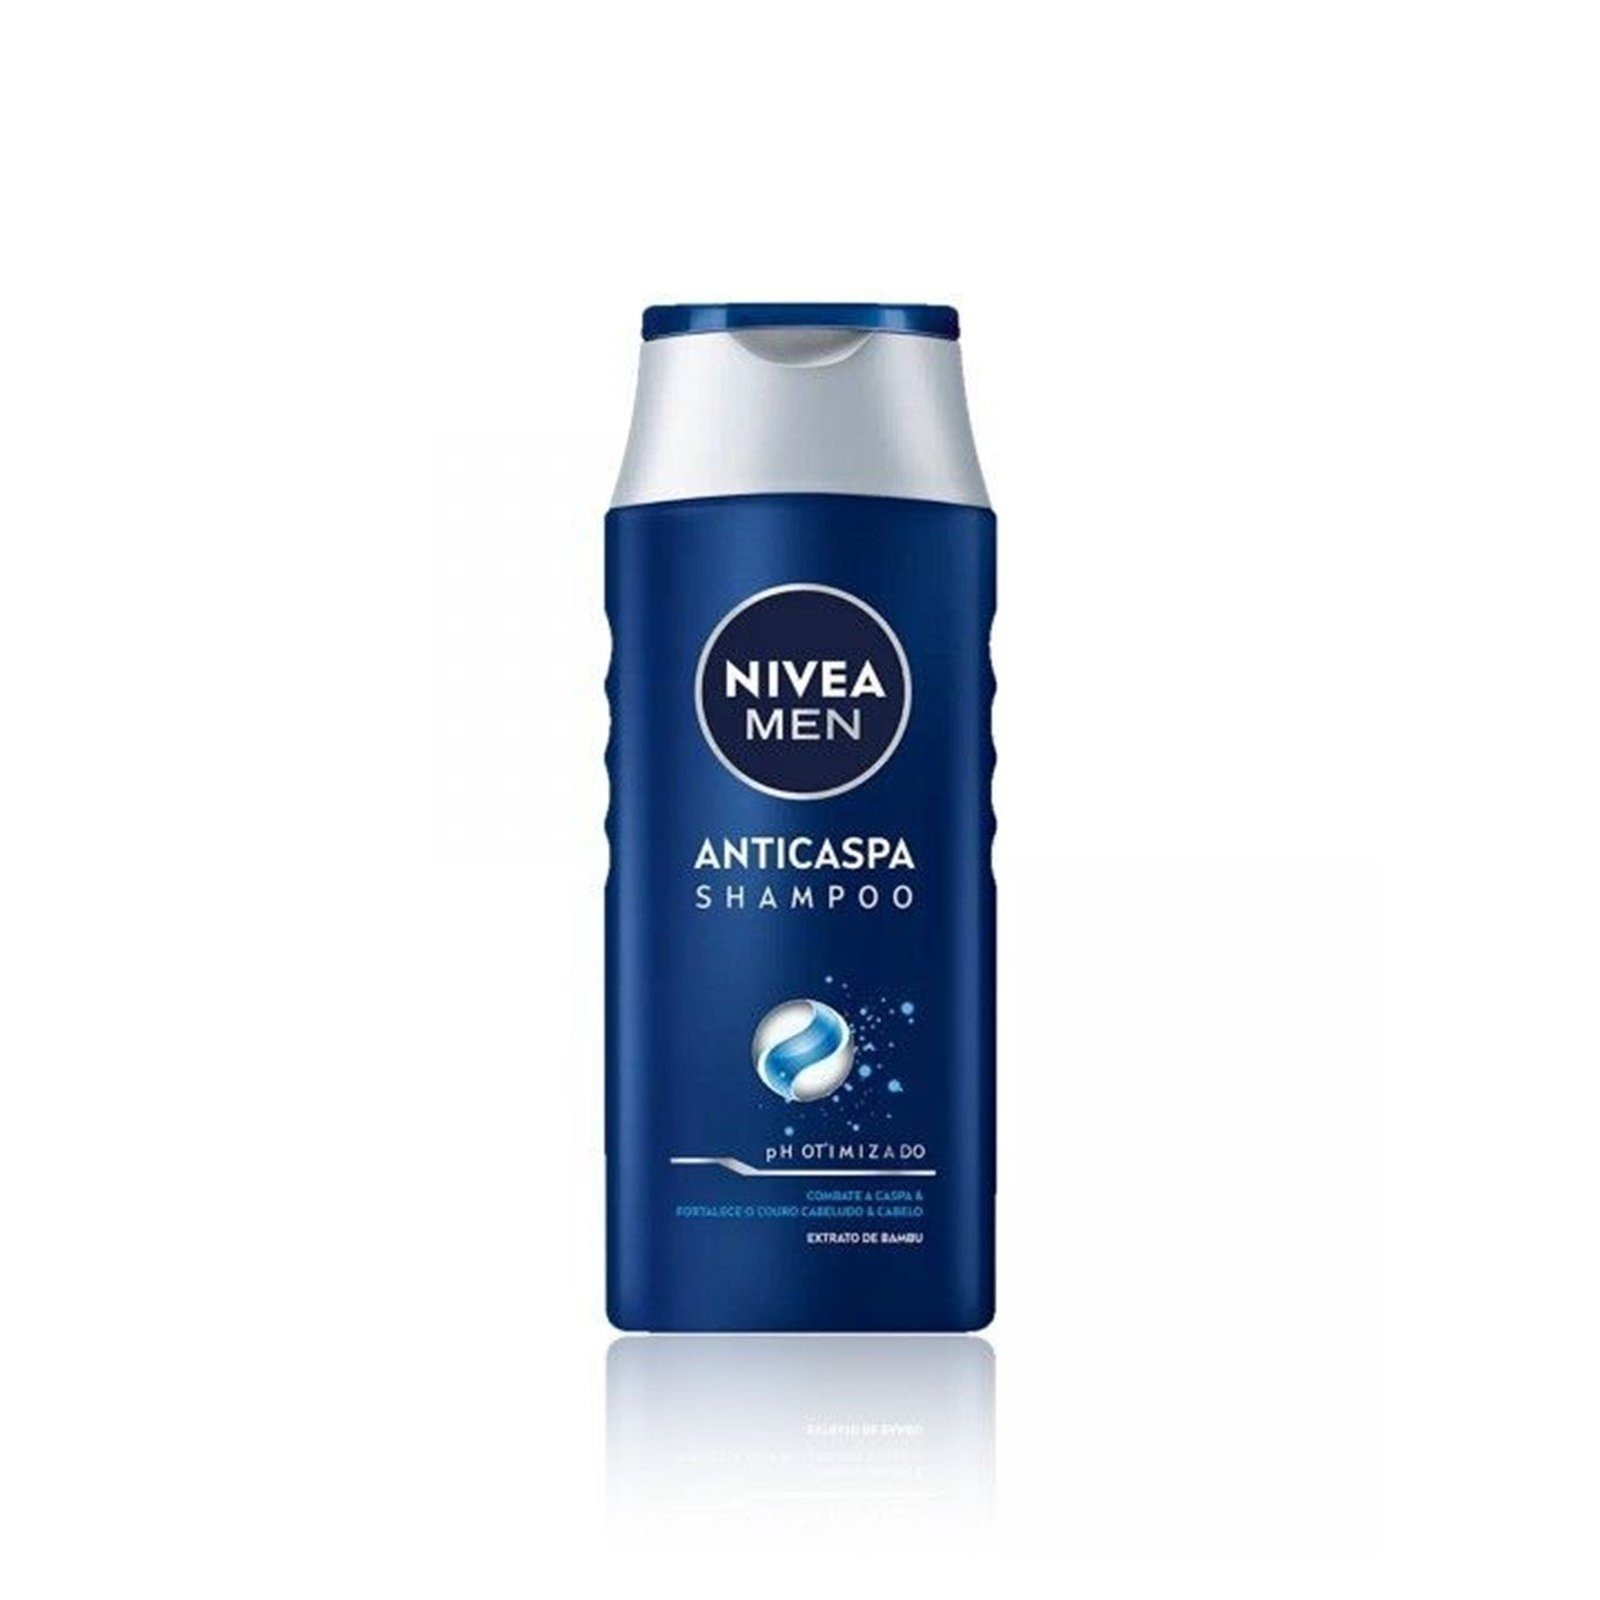 NIVEA
MEN
ANTICASPA
SHAMPOO
pH OTIMIZADO
COMBATE A CASPA &
FORTALECE O COURO CABELUDO & CABELO
EXTRATO DE BAMBU